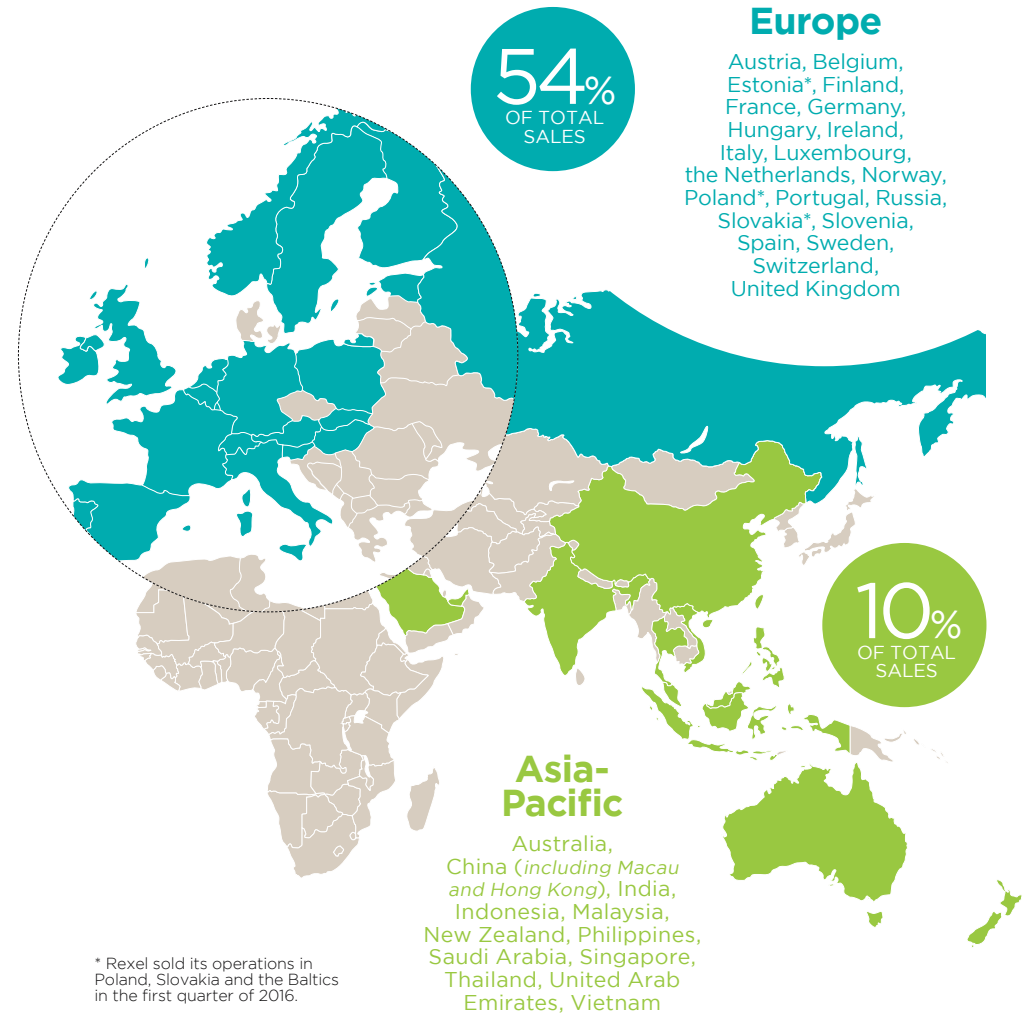 54%
OF TOTAL
SALES
Europe
Austria, Belgium,
Estonia*, Finland,
France, Germany,
Hungary, Ireland,
Italy, Luxembourg,
the Netherlands, Norway,
Poland*, Portugal, Russia,
Slovakia*, Slovenia,
Spain, Sweden,
Switzerland,
United Kingdom
10%
OF TOTAL
SALES
Asia-
Pacific
Australia,
China (including Macau
and Hong Kong), India,
Indonesia, Malaysia,
New Zealand, Philippines,
Saudi Arabia, Singapore,
Thailand, United Arab
Emirates, Vietnam
* Rexel sold its operations in
Poland, Slovakia and the Baltics
in the first quarter of 2016.